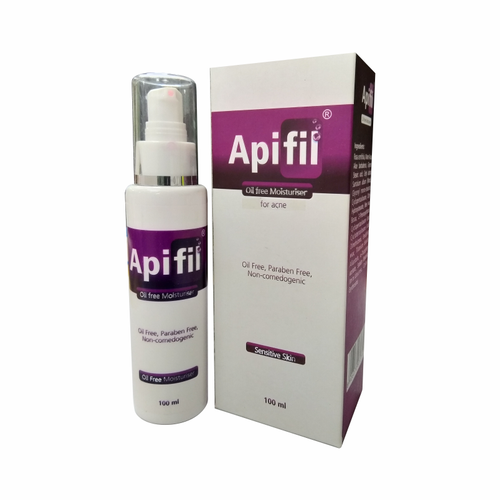 Apifil®
Oil free Moisturiser
Oil Free, Paraben Free,
Non-comedogenic
Oil Free Moisturiser
100 ml
Apifil®
Oil free Moisturiser
for acne
Oil Free, Paraben Free,
Non-comedogenic
Sensitive Skin
100 ml
Apifil
Ingredients: